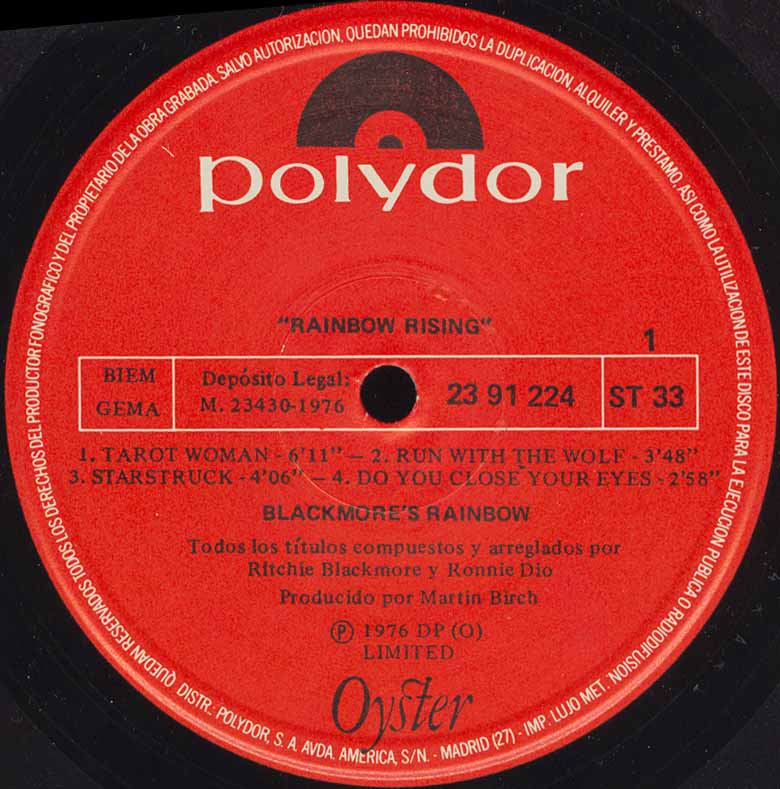 polydor
"RAINBOW RISING"
1
BIEM
GEMA
Depósito Legal:
M. 23430-1976
23 91 224
ST 33
1. TAROT WOMAN - 6'11" — 2. RUN WITH THE WOLF - 3'48"
3. STARSTRUCK - 4'06" — 4. DO YOU CLOSE YOUR EYES - 2'58"
BLACKMORE'S RAINBOW
Todos los títulos compuestos y arreglados por
Ritchie Blackmore y Ronnie Dio
Producido por Martin Birch
Ⓟ 1976 DP (O)
LIMITED
Oyster
QUEDAN RESERVADOS TODOS LOS DERECHOS DEL PRODUCTOR FONOGRAFICO Y DEL PROPIETARIO DE LA OBRA GRABADA. SALVO AUTORIZACION, QUEDAN PROHIBIDOS LA DUPLICACION, ALQUILER Y PRESTAMO, ASI COMO LA UTILIZACION DE ESTE DISCO PARA LA EJECUCION PUBLICA O RADIODIFUSION.
DISTR.: POLYDOR, S. A. AVDA. AMERICA, S/N. - MADRID (27) - IMP. LUJO MET.